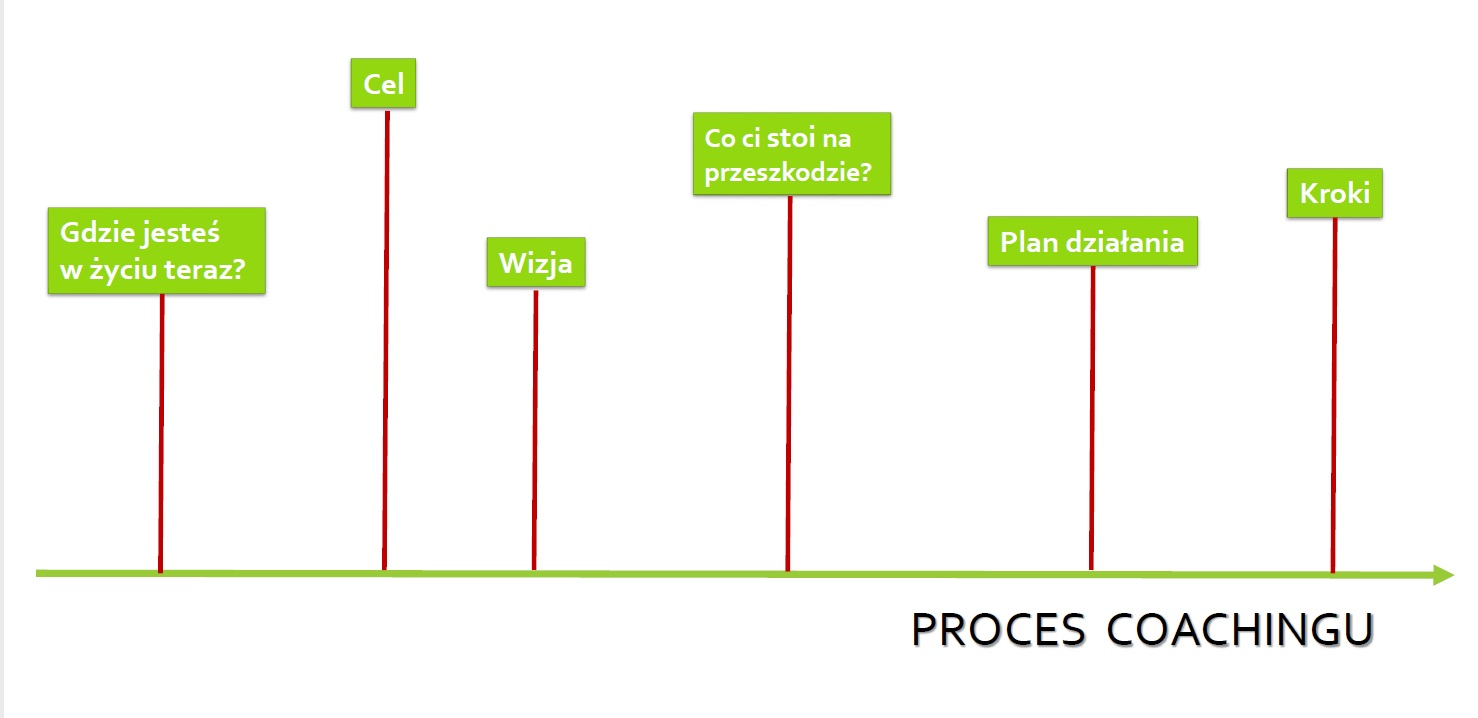 Gdzie jesteś
w życiu teraz?
Cel
Wizja
Co ci stoi na
przeszkodzie?
Plan działania
Kroki
PROCES COACHINGU